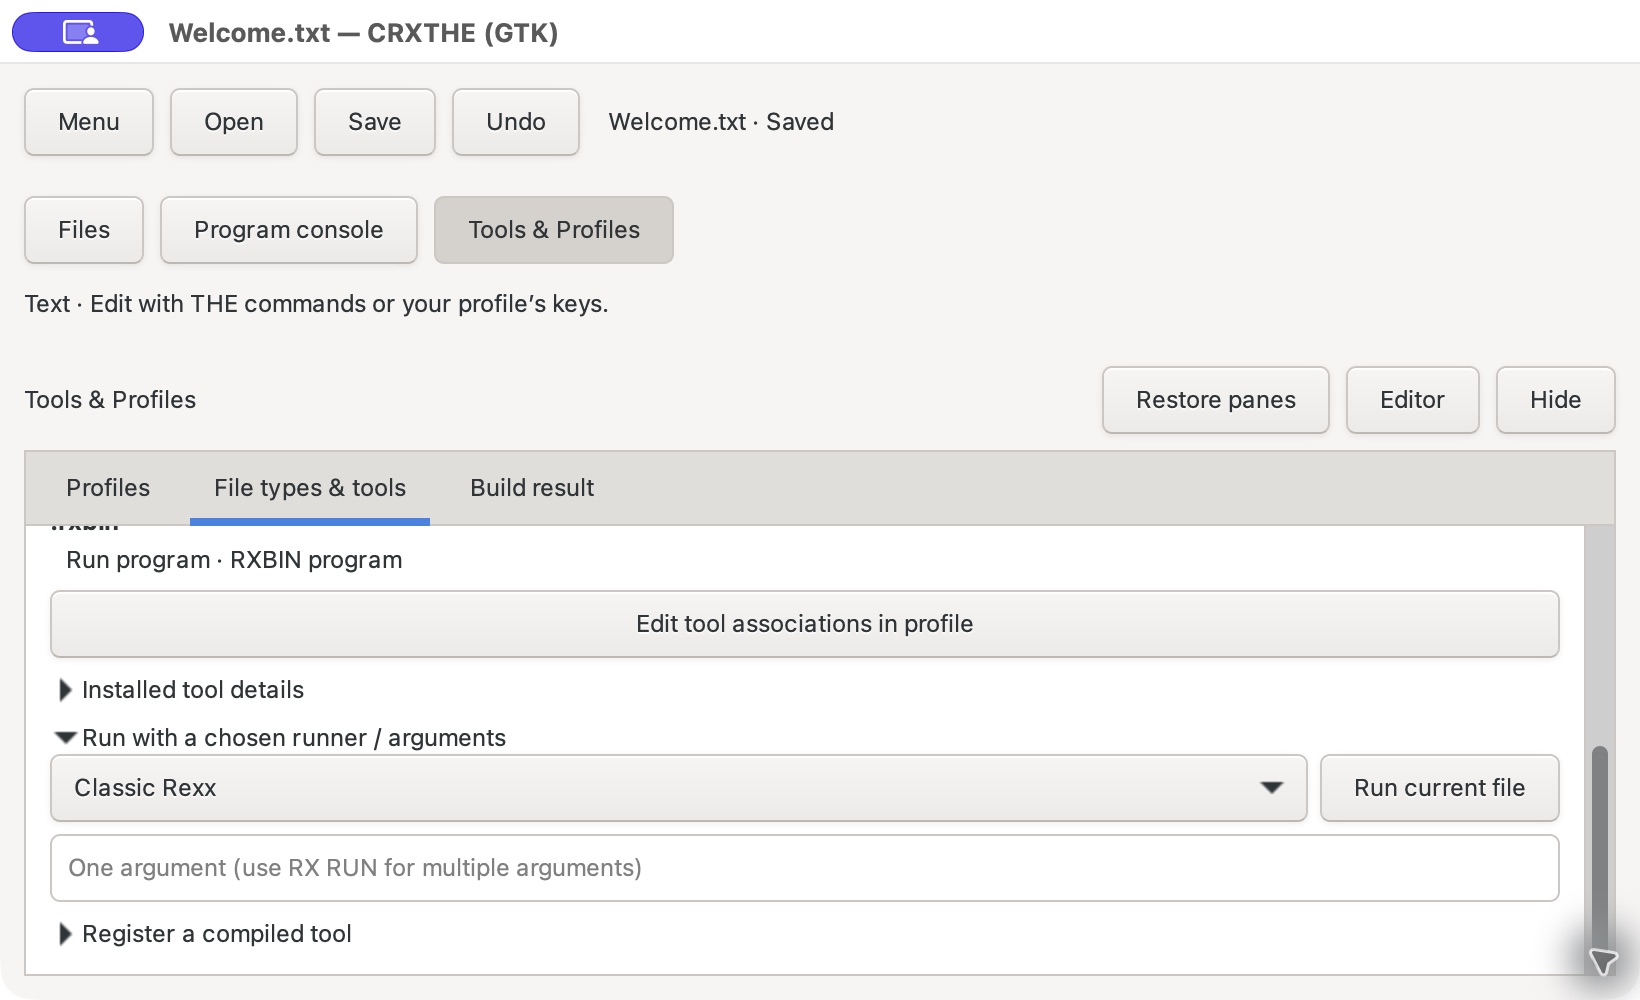 Welcome.txt — CRXTHE (GTK)
Menu
Open
Save
Undo
Welcome.txt · Saved
Files
Program console
Tools & Profiles
Text · Edit with THE commands or your profile’s keys.
Tools & Profiles
Restore panes
Editor
Hide
Profiles
File types & tools
Build result
Run program · RXBIN program
Edit tool associations in profile
Installed tool details
Run with a chosen runner / arguments
Classic Rexx
Run current file
One argument (use RX RUN for multiple arguments)
Register a compiled tool